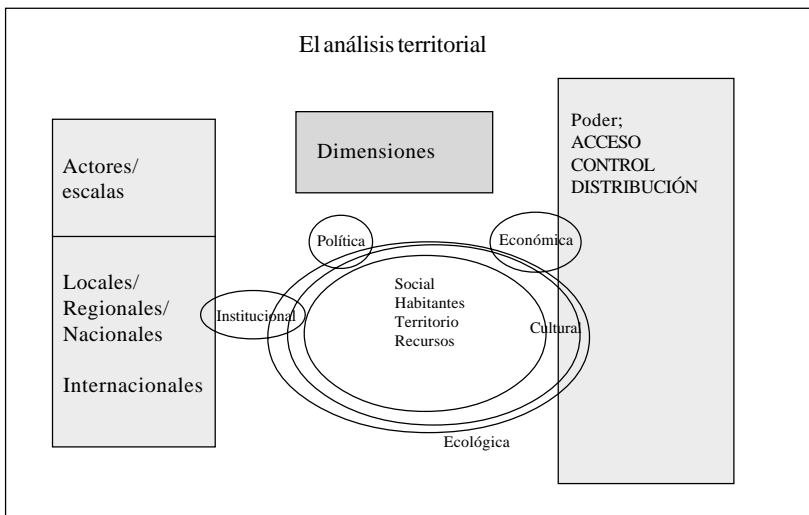 El análisis territorial
Actores/
escalas
Locales/
Regionales/
Nacionales
Internacionales
Dimensiones
Política
Económica
Institucional
Social
Habitantes
Territorio
Recursos
Cultural
Ecológica
Poder;
ACCESO
CONTROL
DISTRIBUCIÓN